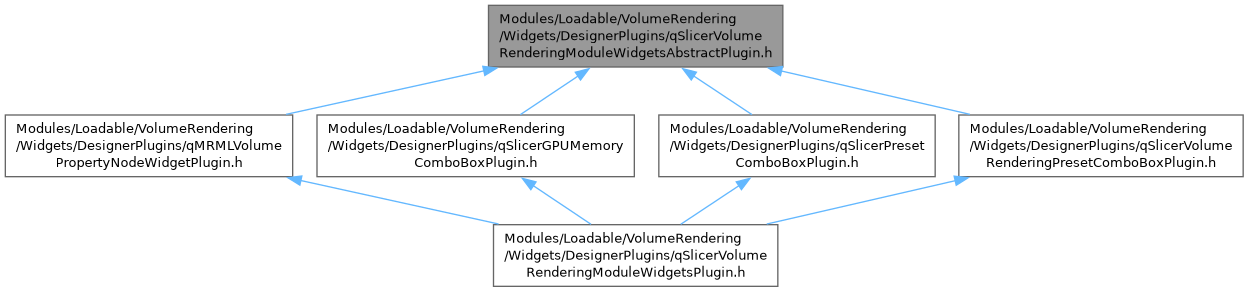 Modules/Loadable/VolumeRendering
/Widgets/DesignerPlugins/qSlicerVolume
RenderingModuleWidgetsAbstractPlugin.h
Modules/Loadable/VolumeRendering
/Widgets/DesignerPlugins/qMRMLVolume
PropertyNodeWidgetPlugin.h
Modules/Loadable/VolumeRendering
/Widgets/DesignerPlugins/qSlicerGPUMemory
ComboBoxPlugin.h
Modules/Loadable/VolumeRendering
/Widgets/DesignerPlugins/qSlicerPreset
ComboBoxPlugin.h
Modules/Loadable/VolumeRendering
/Widgets/DesignerPlugins/qSlicerVolume
RenderingPresetComboBoxPlugin.h
Modules/Loadable/VolumeRendering
/Widgets/DesignerPlugins/qSlicerVolume
RenderingModuleWidgetsPlugin.h